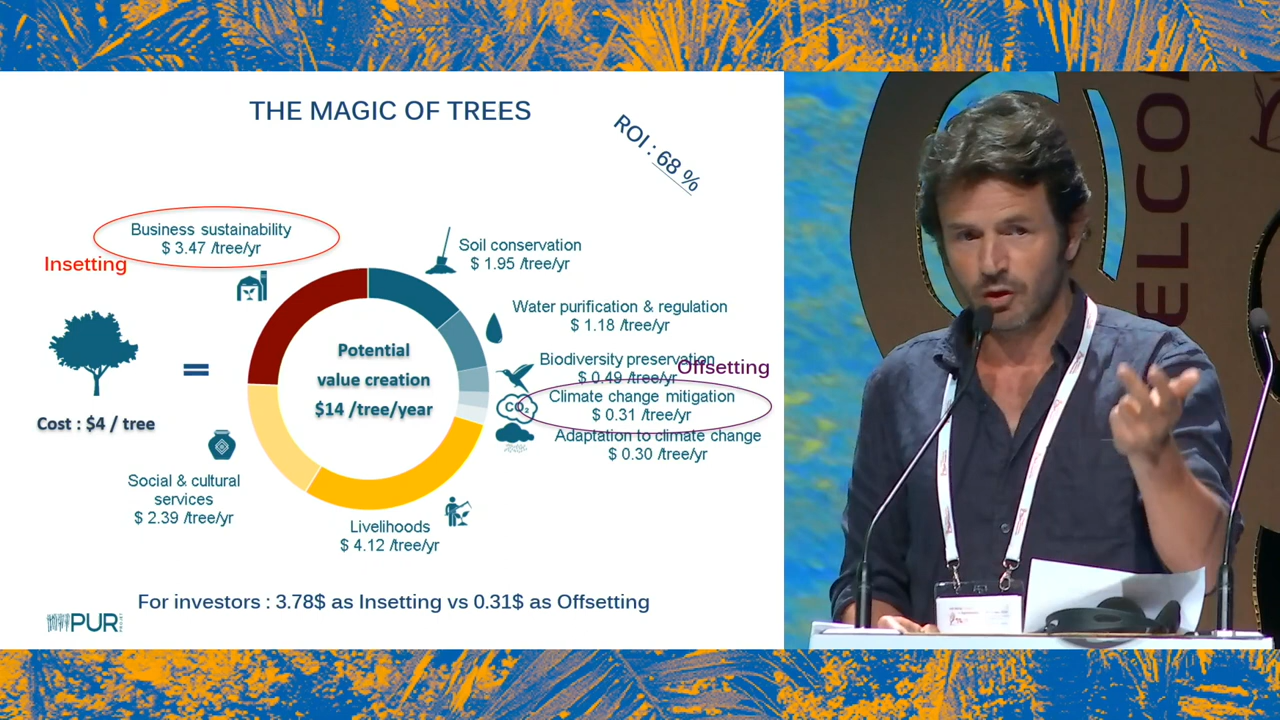 THE MAGIC OF TREES
ROI : 68 %
Business sustainability
$ 3.47 /tree/yr
Insetting
Soil conservation
$ 1.95 /tree/yr
Water purification & regulation
$ 1.18 /tree/yr
Biodiversity preservation
$ 0.49 /tree/yr
Offsetting
Climate change mitigation
$ 0.31 /tree/yr
CO₂
Adaptation to climate change
$ 0.30 /tree/yr
Potential
value creation
$14 /tree/year
=
Cost : $4 / tree
Social & cultural
services
$ 2.39 /tree/yr
Livelihoods
$ 4.12 /tree/yr
For investors : 3.78$ as Insetting vs 0.31$ as Offsetting
PUR
ELCO